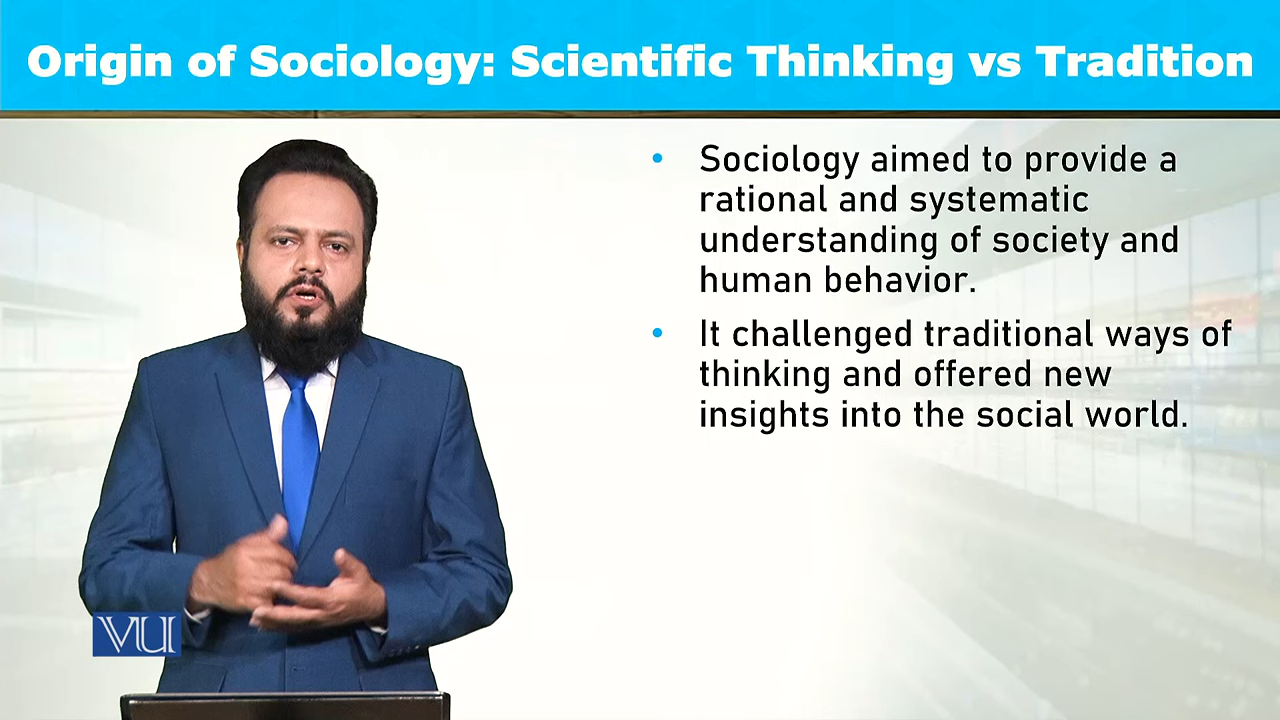 Origin of Sociology: Scientific Thinking vs Tradition
• Sociology aimed to provide a
rational and systematic
understanding of society and
human behavior.
• It challenged traditional ways of
thinking and offered new
insights into the social world.
VU